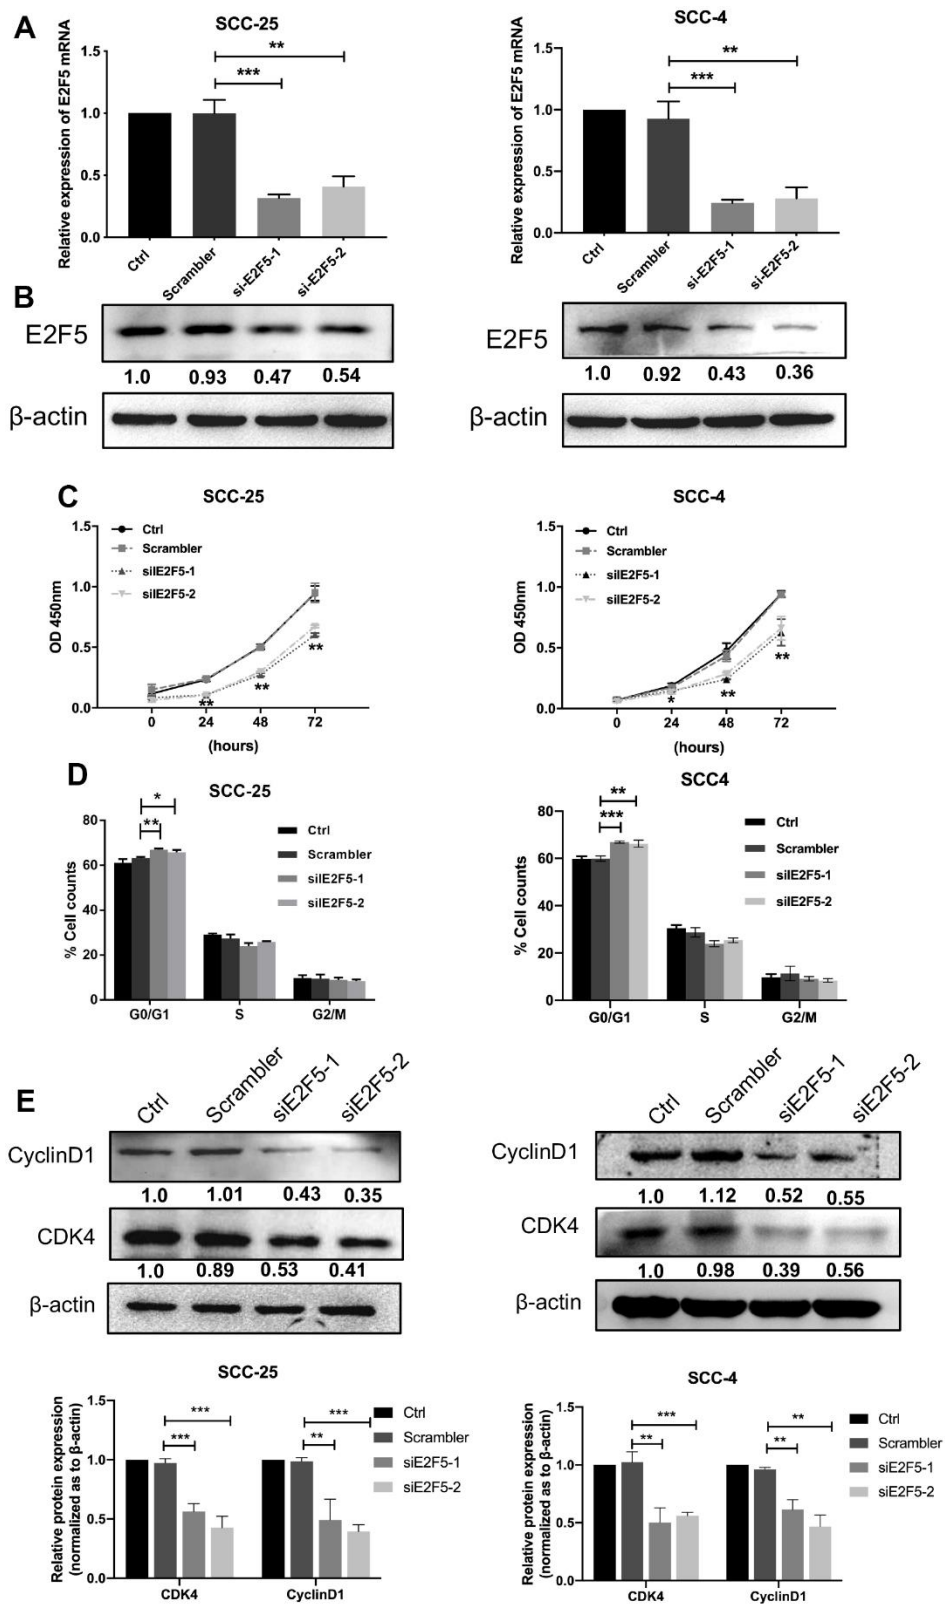 A
SCC-25
Relative expression of E2F5 mRNA
1.5
1.0
0.5
0.0
**
***
Ctrl
Scrambler
si-E2F5-1
si-E2F5-2
SCC-4
Relative expression of E2F5 mRNA
1.5
1.0
0.5
0.0
**
***
Ctrl
Scrambler
si-E2F5-1
si-E2F5-2
B
E2F5
1.0 0.93 0.47 0.54
β-actin
E2F5
1.0 0.92 0.43 0.36
β-actin
C
SCC-25
OD 450nm
1.5
1.0
0.5
0.0
Ctrl
Scrambler
silE2F5-1
silE2F5-2
**
**
**
0 24 48 72
(hours)
SCC-4
OD 450nm
1.5
1.0
0.5
0.0
Ctrl
Scrambler
silE2F5-1
silE2F5-2
*
**
**
0 24 48 72
(hours)
D
SCC-25
% Cell counts
80
60
40
20
0
*
**
Ctrl
Scrambler
silE2F5-1
silE2F5-2
G0/G1 S G2/M
SCC4
% Cell counts
80
60
40
20
0
**
***
Ctrl
Scrambler
silE2F5-1
silE2F5-2
G0/G1 S G2/M
E
Ctrl
Scrambler
siE2F5-1
siE2F5-2
CyclinD1
1.0 1.01 0.43 0.35
CDK4
1.0 0.89 0.53 0.41
β-actin
Ctrl
Scrambler
siE2F5-1
siE2F5-2
CyclinD1
1.0 1.12 0.52 0.55
CDK4
1.0 0.98 0.39 0.56
β-actin
SCC-25
Relative protein expression
(normalized as to β-actin)
1.5
1.0
0.5
0.0
***
***
***
**
Ctrl
Scrambler
siE2F5-1
siE2F5-2
CDK4 CyclinD1
SCC-4
Relative protein expression
(normalized as to β-actin)
1.5
1.0
0.5
0.0
***
**
**
**
Ctrl
Scrambler
siE2F5-1
siE2F5-2
CDK4 CyclinD1